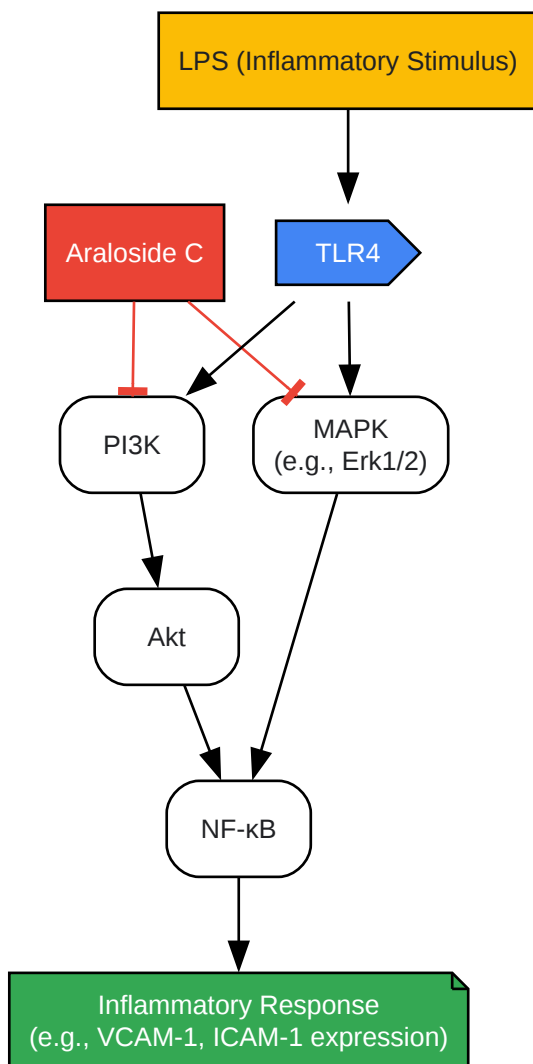 LPS (Inflammatory Stimulus)
Araloside C
TLR4
PI3K
MAPK
(e.g., Erk1/2)
Akt
NF-κB
Inflammatory Response
(e.g., VCAM-1, ICAM-1 expression)